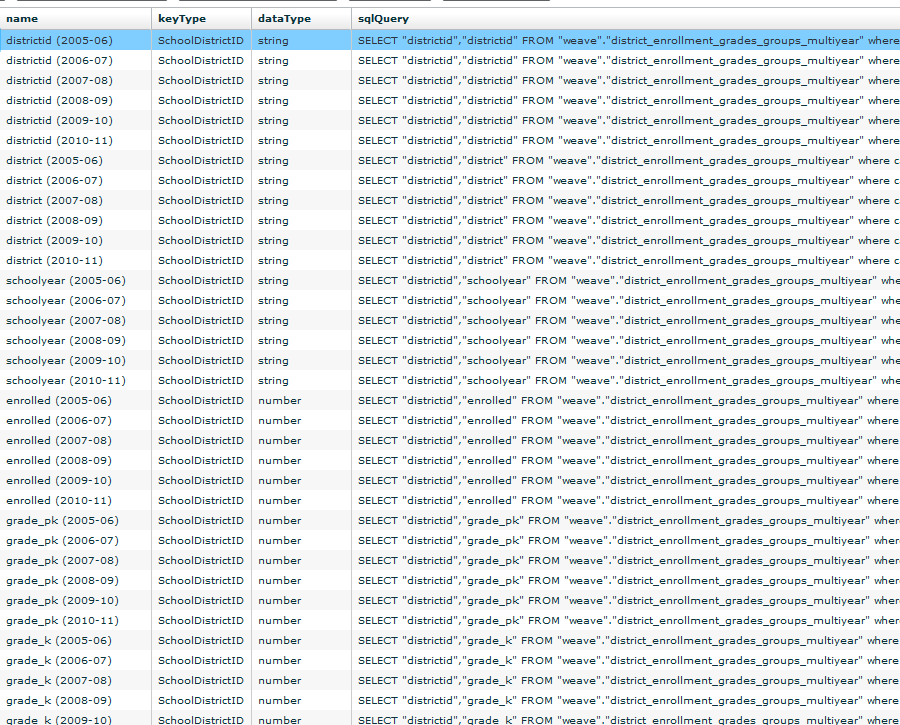 name keyType dataType sqlQuery
districtid (2005-06) SchoolDistrictID string SELECT "districtid","districtid" FROM "weave"."district_enrollment_grades_groups_multiyear" where
districtid (2006-07) SchoolDistrictID string SELECT "districtid","districtid" FROM "weave"."district_enrollment_grades_groups_multiyear" where
districtid (2007-08) SchoolDistrictID string SELECT "districtid","districtid" FROM "weave"."district_enrollment_grades_groups_multiyear" where
districtid (2008-09) SchoolDistrictID string SELECT "districtid","districtid" FROM "weave"."district_enrollment_grades_groups_multiyear" where
districtid (2009-10) SchoolDistrictID string SELECT "districtid","districtid" FROM "weave"."district_enrollment_grades_groups_multiyear" where
districtid (2010-11) SchoolDistrictID string SELECT "districtid","districtid" FROM "weave"."district_enrollment_grades_groups_multiyear" where
district (2005-06) SchoolDistrictID string SELECT "districtid","district" FROM "weave"."district_enrollment_grades_groups_multiyear" where c
district (2006-07) SchoolDistrictID string SELECT "districtid","district" FROM "weave"."district_enrollment_grades_groups_multiyear" where c
district (2007-08) SchoolDistrictID string SELECT "districtid","district" FROM "weave"."district_enrollment_grades_groups_multiyear" where c
district (2008-09) SchoolDistrictID string SELECT "districtid","district" FROM "weave"."district_enrollment_grades_groups_multiyear" where c
district (2009-10) SchoolDistrictID string SELECT "districtid","district" FROM "weave"."district_enrollment_grades_groups_multiyear" where c
district (2010-11) SchoolDistrictID string SELECT "districtid","district" FROM "weave"."district_enrollment_grades_groups_multiyear" where c
schoolyear (2005-06) SchoolDistrictID string SELECT "districtid","schoolyear" FROM "weave"."district_enrollment_grades_groups_multiyear" whe
schoolyear (2006-07) SchoolDistrictID string SELECT "districtid","schoolyear" FROM "weave"."district_enrollment_grades_groups_multiyear" whe
schoolyear (2007-08) SchoolDistrictID string SELECT "districtid","schoolyear" FROM "weave"."district_enrollment_grades_groups_multiyear" whe
schoolyear (2008-09) SchoolDistrictID string SELECT "districtid","schoolyear" FROM "weave"."district_enrollment_grades_groups_multiyear" whe
schoolyear (2009-10) SchoolDistrictID string SELECT "districtid","schoolyear" FROM "weave"."district_enrollment_grades_groups_multiyear" whe
schoolyear (2010-11) SchoolDistrictID string SELECT "districtid","schoolyear" FROM "weave"."district_enrollment_grades_groups_multiyear" whe
enrolled (2005-06) SchoolDistrictID number SELECT "districtid","enrolled" FROM "weave"."district_enrollment_grades_groups_multiyear" where
enrolled (2006-07) SchoolDistrictID number SELECT "districtid","enrolled" FROM "weave"."district_enrollment_grades_groups_multiyear" where
enrolled (2007-08) SchoolDistrictID number SELECT "districtid","enrolled" FROM "weave"."district_enrollment_grades_groups_multiyear" where
enrolled (2008-09) SchoolDistrictID number SELECT "districtid","enrolled" FROM "weave"."district_enrollment_grades_groups_multiyear" where
enrolled (2009-10) SchoolDistrictID number SELECT "districtid","enrolled" FROM "weave"."district_enrollment_grades_groups_multiyear" where
enrolled (2010-11) SchoolDistrictID number SELECT "districtid","enrolled" FROM "weave"."district_enrollment_grades_groups_multiyear" where
grade_pk (2005-06) SchoolDistrictID number SELECT "districtid","grade_pk" FROM "weave"."district_enrollment_grades_groups_multiyear" wher
grade_pk (2006-07) SchoolDistrictID number SELECT "districtid","grade_pk" FROM "weave"."district_enrollment_grades_groups_multiyear" wher
grade_pk (2007-08) SchoolDistrictID number SELECT "districtid","grade_pk" FROM "weave"."district_enrollment_grades_groups_multiyear" wher
grade_pk (2008-09) SchoolDistrictID number SELECT "districtid","grade_pk" FROM "weave"."district_enrollment_grades_groups_multiyear" wher
grade_pk (2009-10) SchoolDistrictID number SELECT "districtid","grade_pk" FROM "weave"."district_enrollment_grades_groups_multiyear" wher
grade_pk (2010-11) SchoolDistrictID number SELECT "districtid","grade_pk" FROM "weave"."district_enrollment_grades_groups_multiyear" wher
grade_k (2005-06) SchoolDistrictID number SELECT "districtid","grade_k" FROM "weave"."district_enrollment_grades_groups_multiyear" where
grade_k (2006-07) SchoolDistrictID number SELECT "districtid","grade_k" FROM "weave"."district_enrollment_grades_groups_multiyear" where
grade_k (2007-08) SchoolDistrictID number SELECT "districtid","grade_k" FROM "weave"."district_enrollment_grades_groups_multiyear" where
grade_k (2008-09) SchoolDistrictID number SELECT "districtid","grade_k" FROM "weave"."district_enrollment_grades_groups_multiyear" where
grade_k (2009-10) SchoolDistrictID number SELECT "districtid","grade_k" FROM "weave"."district_enrollment_grades_groups_multiyear" where